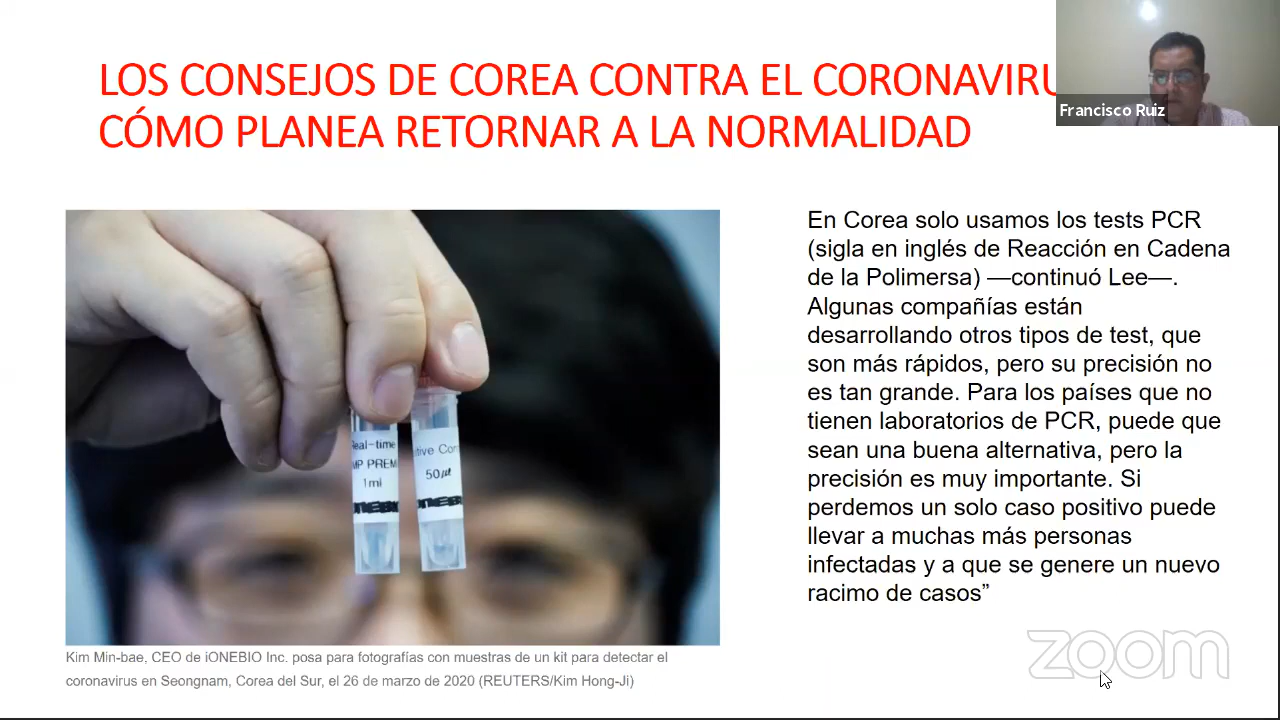 LOS CONSEJOS DE COREA CONTRA EL CORONAVIRU
CÓMO PLANEA RETORNAR A LA NORMALIDAD
Francisco Ruiz
En Corea solo usamos los tests PCR
(sigla en inglés de Reacción en Cadena
de la Polimersa) —continuó Lee—.
Algunas compañías están
desarrollando otros tipos de test, que
son más rápidos, pero su precisión no
es tan grande. Para los países que no
tienen laboratorios de PCR, puede que
sean una buena alternativa, pero la
precisión es muy importante. Si
perdemos un solo caso positivo puede
llevar a muchas más personas
infectadas y a que se genere un nuevo
racimo de casos”
Real-time
MP PREMI
1ml
itive Con
50㎕
Kim Min-bae, CEO de iONEBIO Inc. posa para fotografías con muestras de un kit para detectar el
coronavirus en Seongnam, Corea del Sur, el 26 de marzo de 2020 (REUTERS/Kim Hong-Ji)
zoom